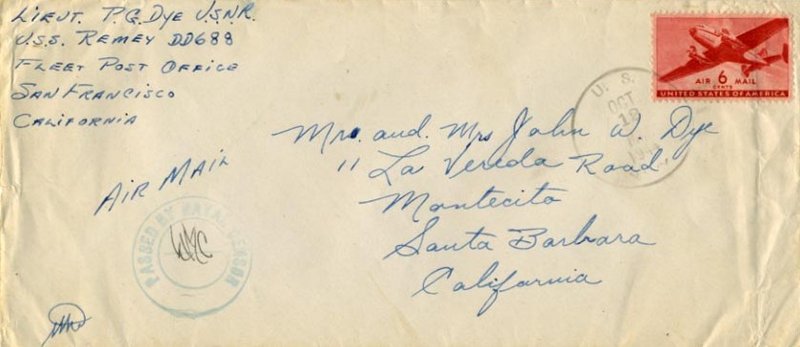 Lieut. P.G. Dye U.S.N.R.
U.S.S. Remey DD688
Fleet Post Office
San Francisco
California
AIR 6 MAIL
CENTS
UNITED STATES OF AMERICA
U. S.
OCT
Mr. and. Mrs John W. Dye
11 La Vereda Road,
Montecito
Santa Barbara
California
Air Mail
PASSED BY NAVAL CENSOR